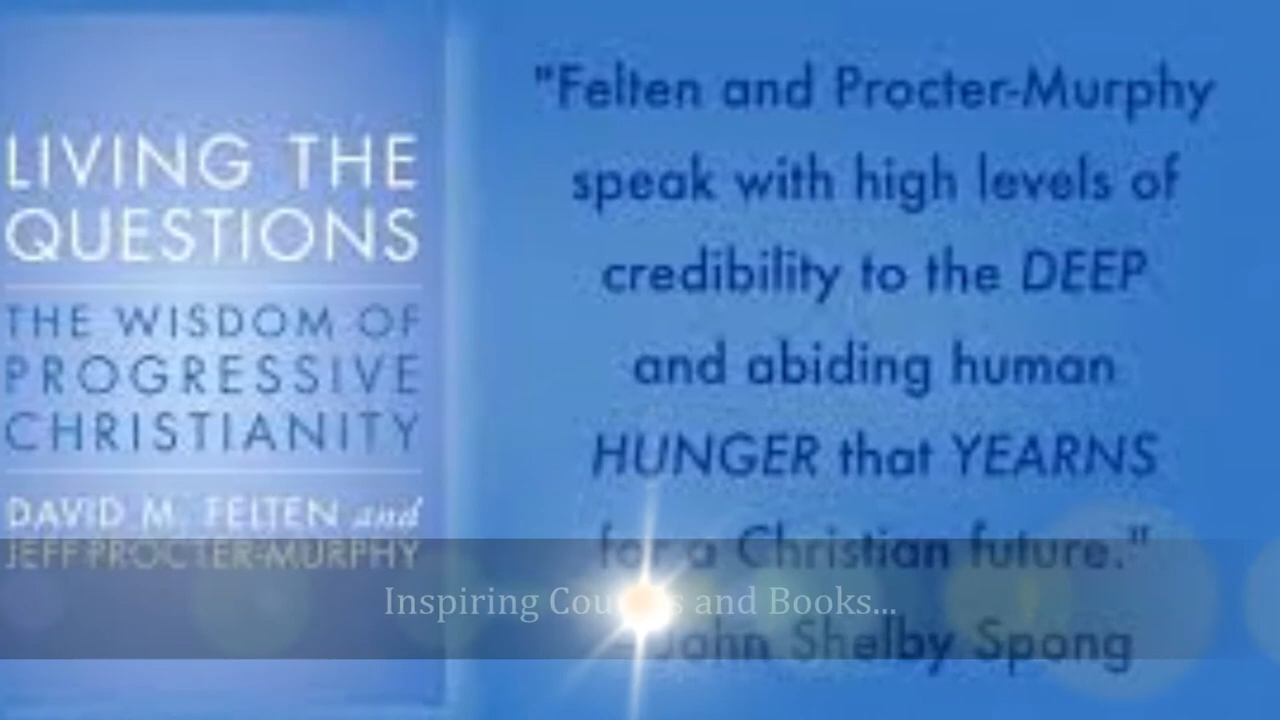 LIVING THE
QUESTIONS
THE WISDOM OF
PROGRESSIVE
CHRISTIANITY
DAVID M. FELTEN and
JEFF PROCTER-MURPHY
"Felten and Procter-Murphy
speak with high levels of
credibility to the DEEP
and abiding human
HUNGER that YEARNS
for a Christian future."
John Shelby Spong
Inspiring and Books...